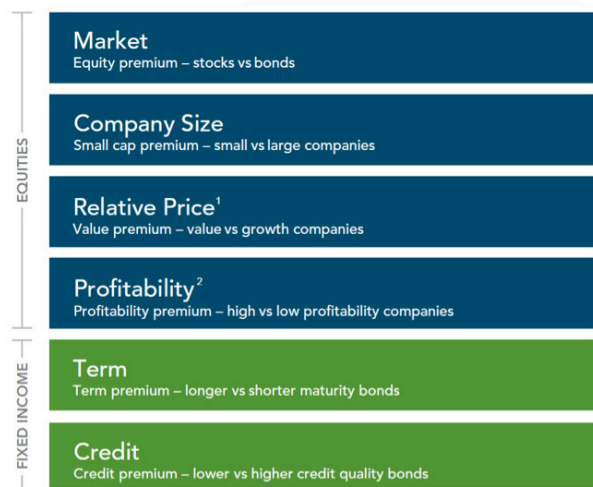 EQUITIES
Market
Equity premium – stocks vs bonds
Company Size
Small cap premium – small vs large companies
Relative Price¹
Value premium – value vs growth companies
Profitability²
Profitability premium – high vs low profitability companies
FIXED INCOME
Term
Term premium – longer vs shorter maturity bonds
Credit
Credit premium – lower vs higher credit quality bonds